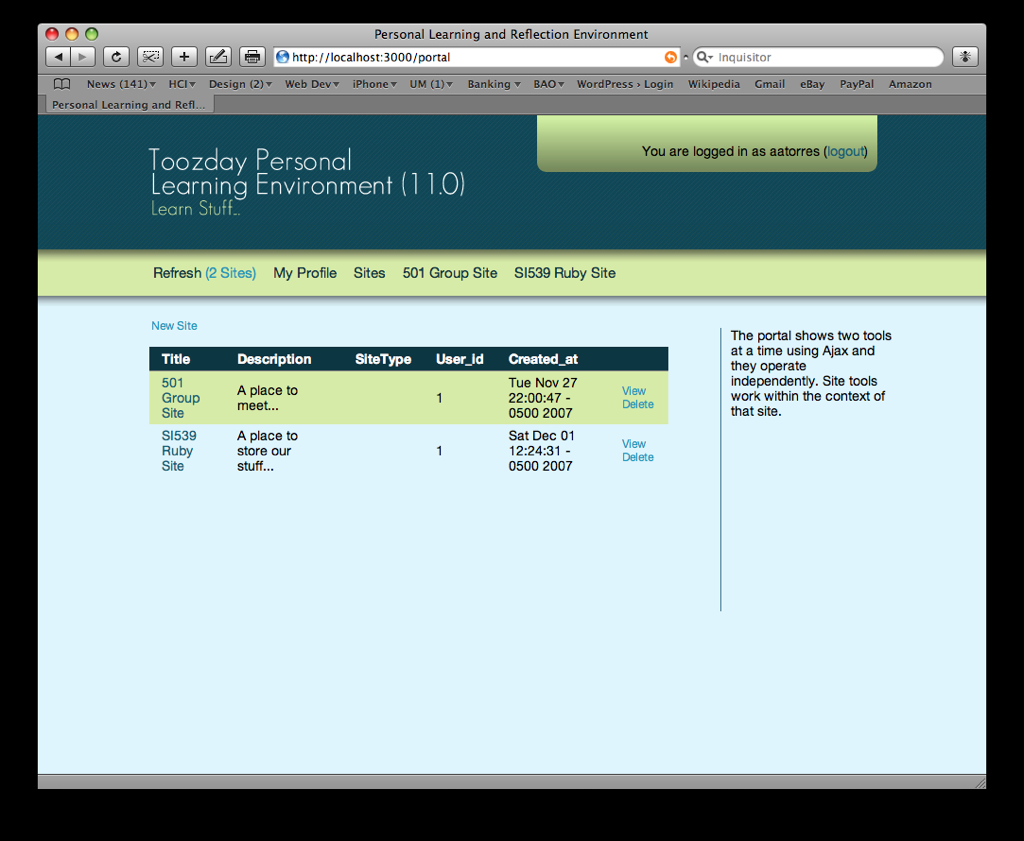 Personal Learning and Reflection Environment
http://localhost:3000/portal
Inquisitor
News (141) HCI Design (2) Web Dev iPhone UM (1) Banking BAO WordPress › Login Wikipedia Gmail eBay PayPal Amazon
Personal Learning and Refl...
Toozday Personal
Learning Environment (11.0)
Learn Stuff...
You are logged in as aatorres (logout)
Refresh (2 Sites) My Profile Sites 501 Group Site SI539 Ruby Site
New Site
Title Description SiteType User_Id Created_at
501
Group
Site
A place to
meet...
1
Tue Nov 27
22:00:47 -
0500 2007
View
Delete
SI539
Ruby
Site
A place to
store our
stuff...
1
Sat Dec 01
12:24:31 -
0500 2007
View
Delete
The portal shows two tools
at a time using Ajax and
they operate
independently. Site tools
work within the context of
that site.